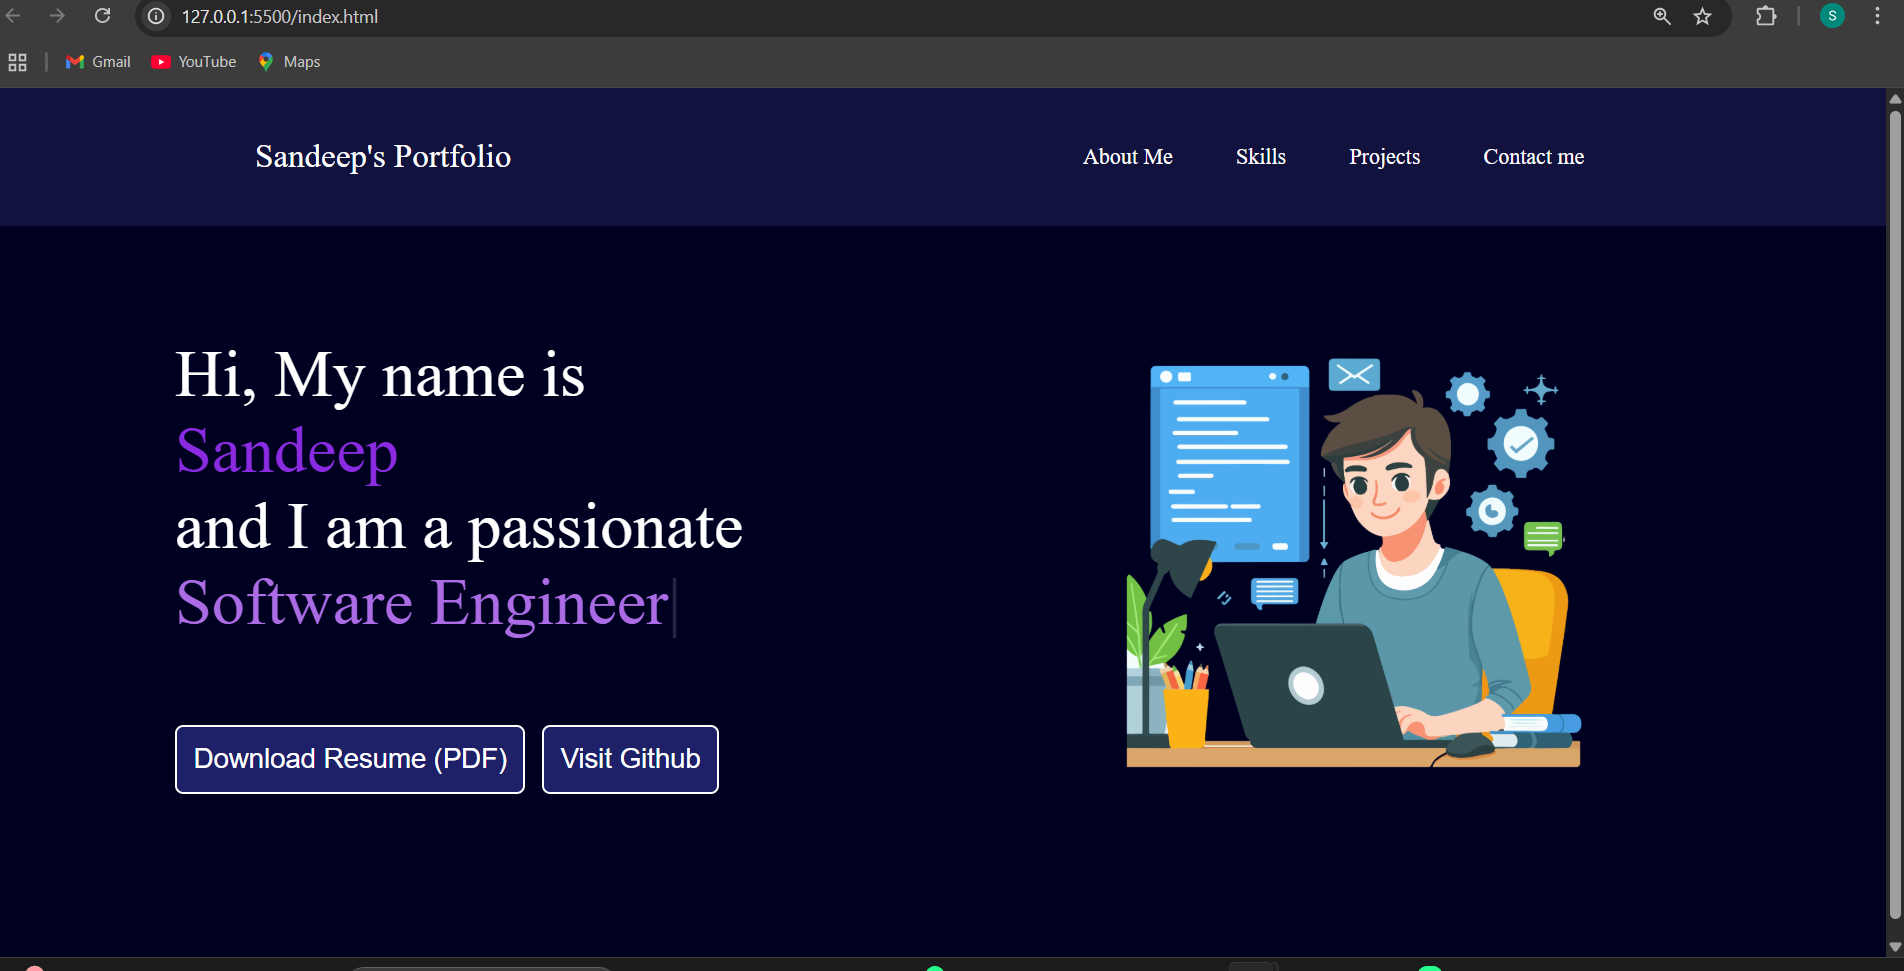 127.0.0.1:5500/index.html
S
Gmail
YouTube
Maps
Sandeep's Portfolio
About Me
Skills
Projects
Contact me
Hi, My name is
Sandeep
and I am a passionate
Software Engineer
Download Resume (PDF)
Visit Github